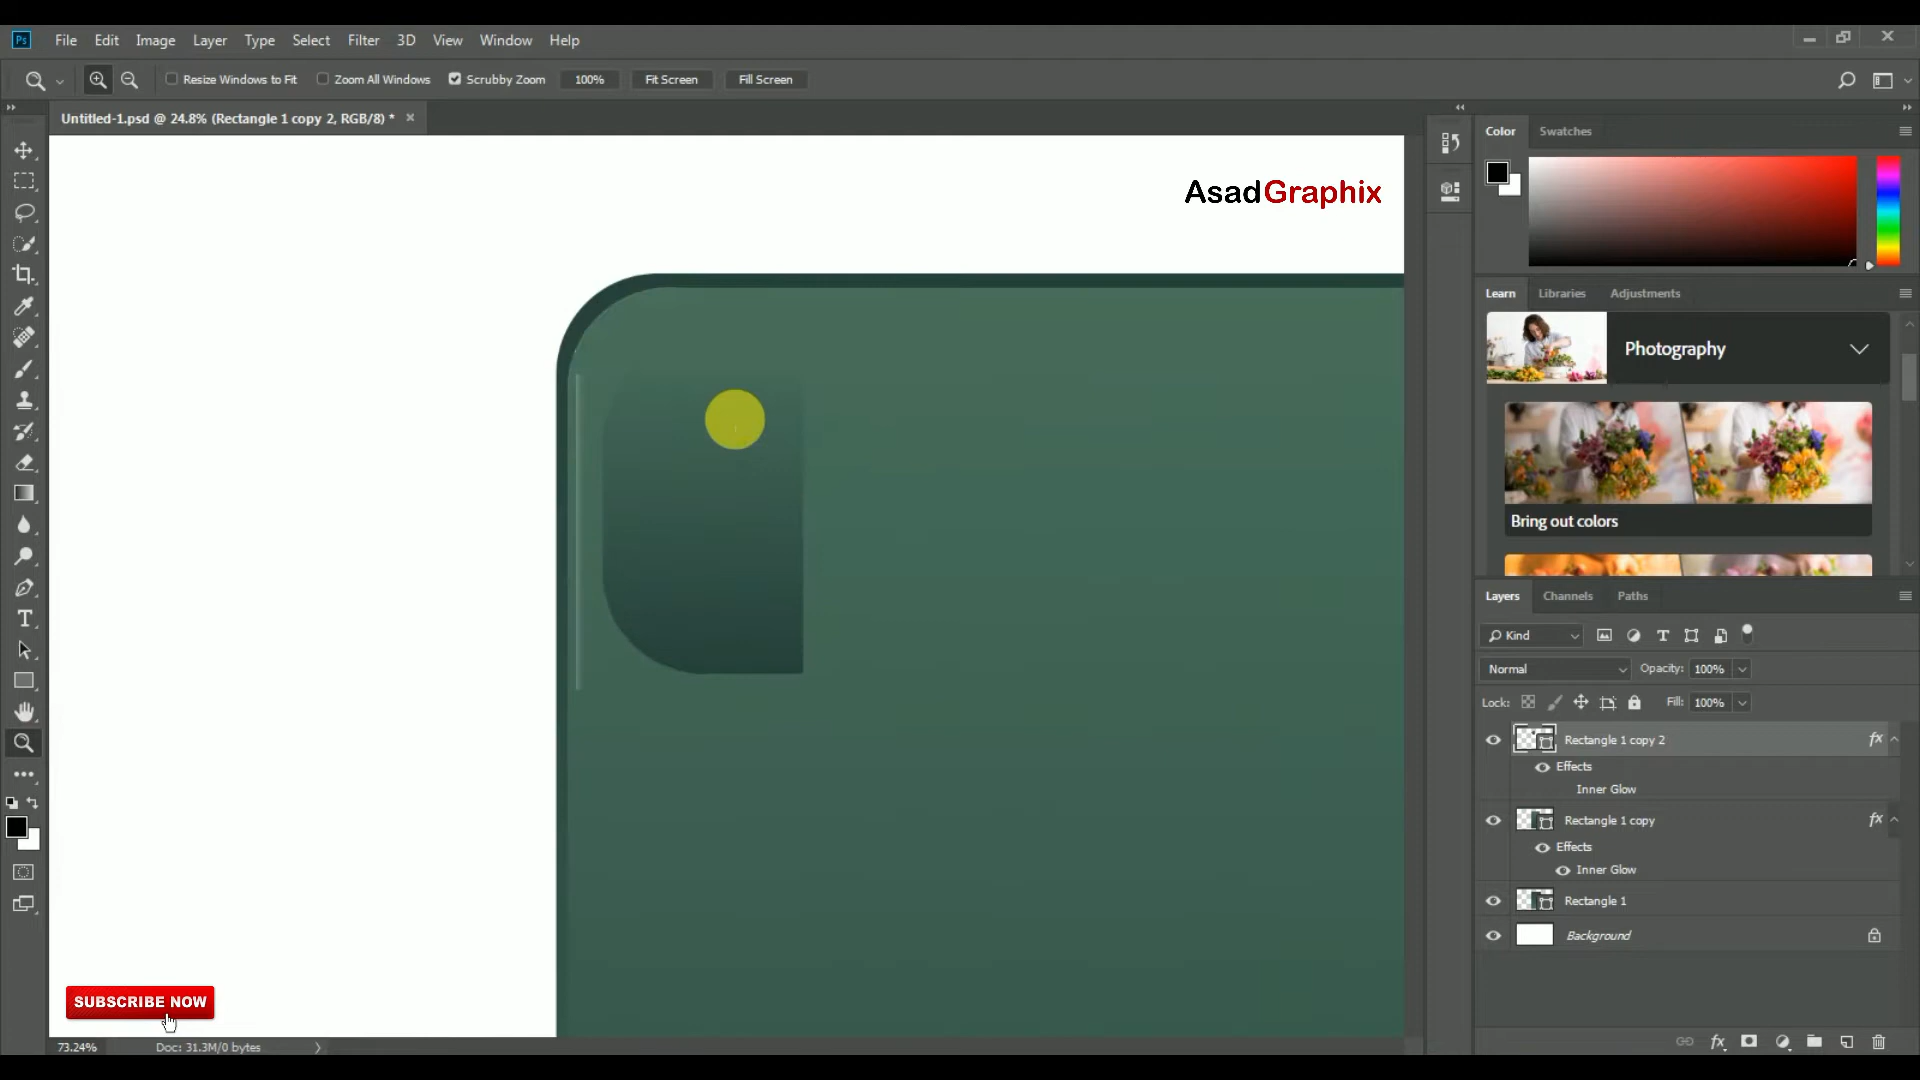 Ps File Edit Image Layer Type Select Filter 3D View Window Help
Resize Windows to Fit Zoom All Windows Scrubby Zoom 100% Fit Screen Fill Screen
Untitled-1.psd @ 24.8% (Rectangle 1 copy 2, RGB/8) *
Color Swatches
AsadGraphix
Learn Libraries Adjustments
Photography
Bring out colors
Layers Channels Paths
Kind
Normal Opacity: 100%
Lock: Fill: 100%
Rectangle 1 copy 2 fx
Effects
Inner Glow
Rectangle 1 copy fx
Effects
Inner Glow
Rectangle 1
Background
SUBSCRIBE NOW
73.24% Doc: 31.3M/0 bytes
fx